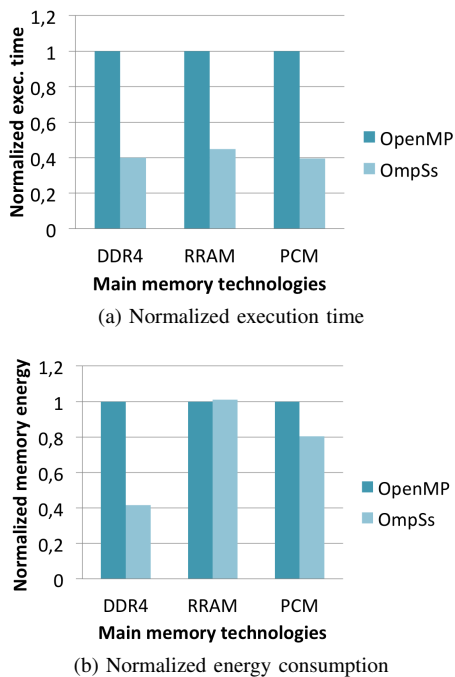 1,2
1
0,8
0,6
0,4
0,2
0
Normalized exec. time
DDR4 RRAM PCM
Main memory technologies
OpenMP
OmpSs
(a) Normalized execution time
1,2
1
0,8
0,6
0,4
0,2
0
Normalized memory energy
DDR4 RRAM PCM
Main memory technologies
OpenMP
OmpSs
(b) Normalized energy consumption